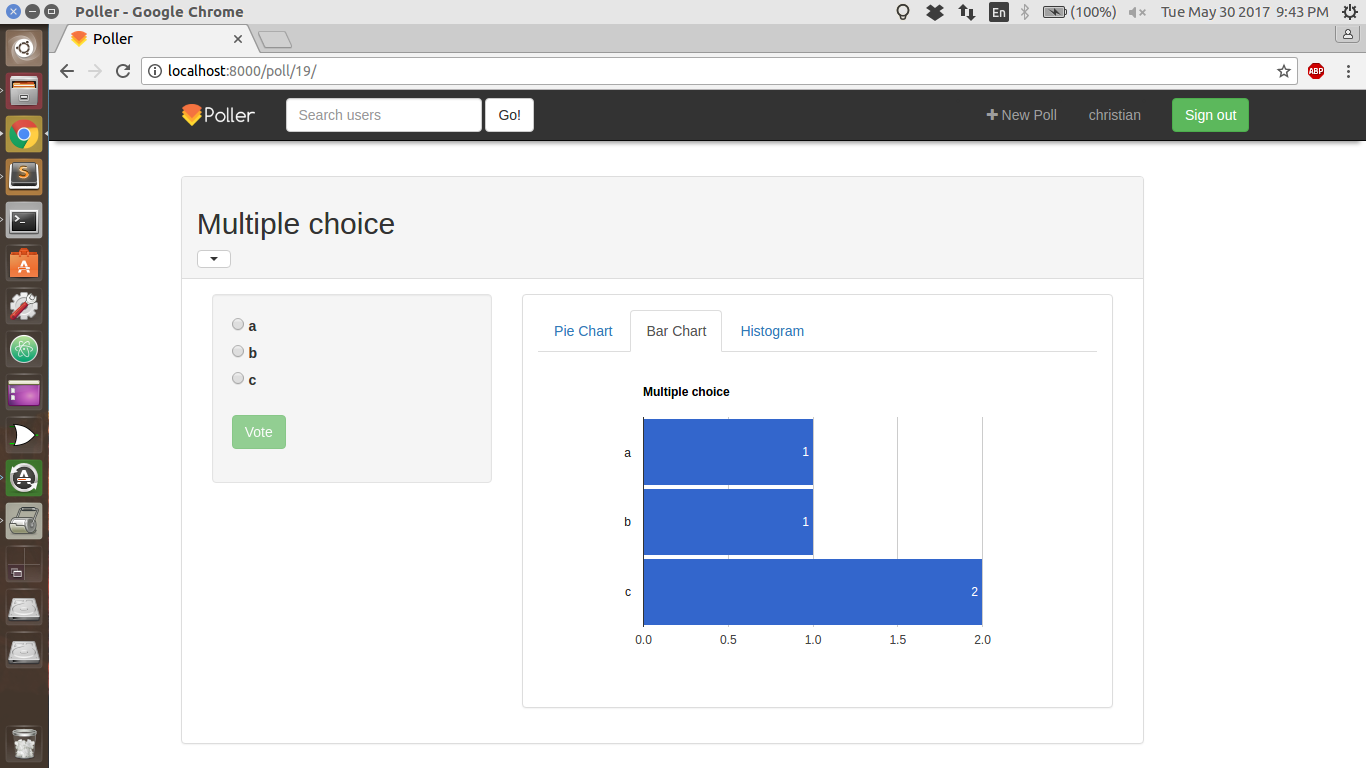 Poller - Google Chrome
En
(100%)
Tue May 30 2017 9:43 PM
Poller
localhost:8000/poll/19/
ABP
Poller
Search users
Go!
New Poll
christian
Sign out
Multiple choice
a
b
c
Vote
Pie Chart
Bar Chart
Histogram
Multiple choice
a
1
b
1
c
2
0.0
0.5
1.0
1.5
2.0